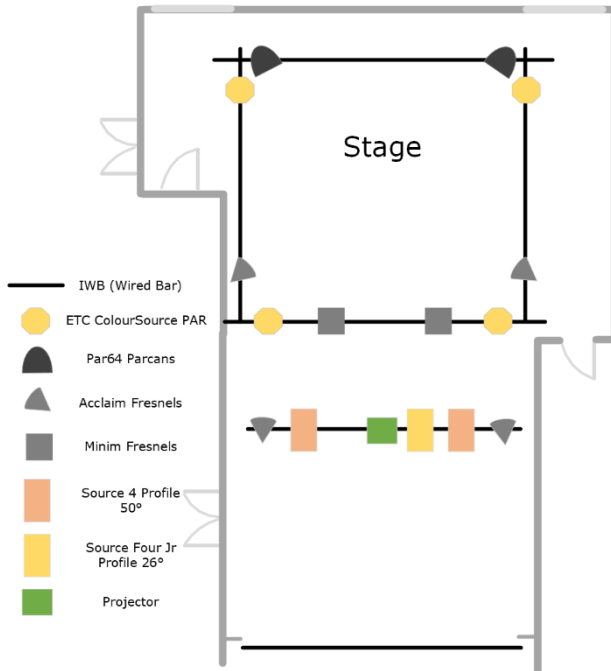 Stage
IWB (Wired Bar)
ETC ColourSource PAR
Par64 Parcans
Acclaim Fresnels
Minim Fresnels
Source 4 Profile
50°
Source Four Jr
Profile 26°
Projector